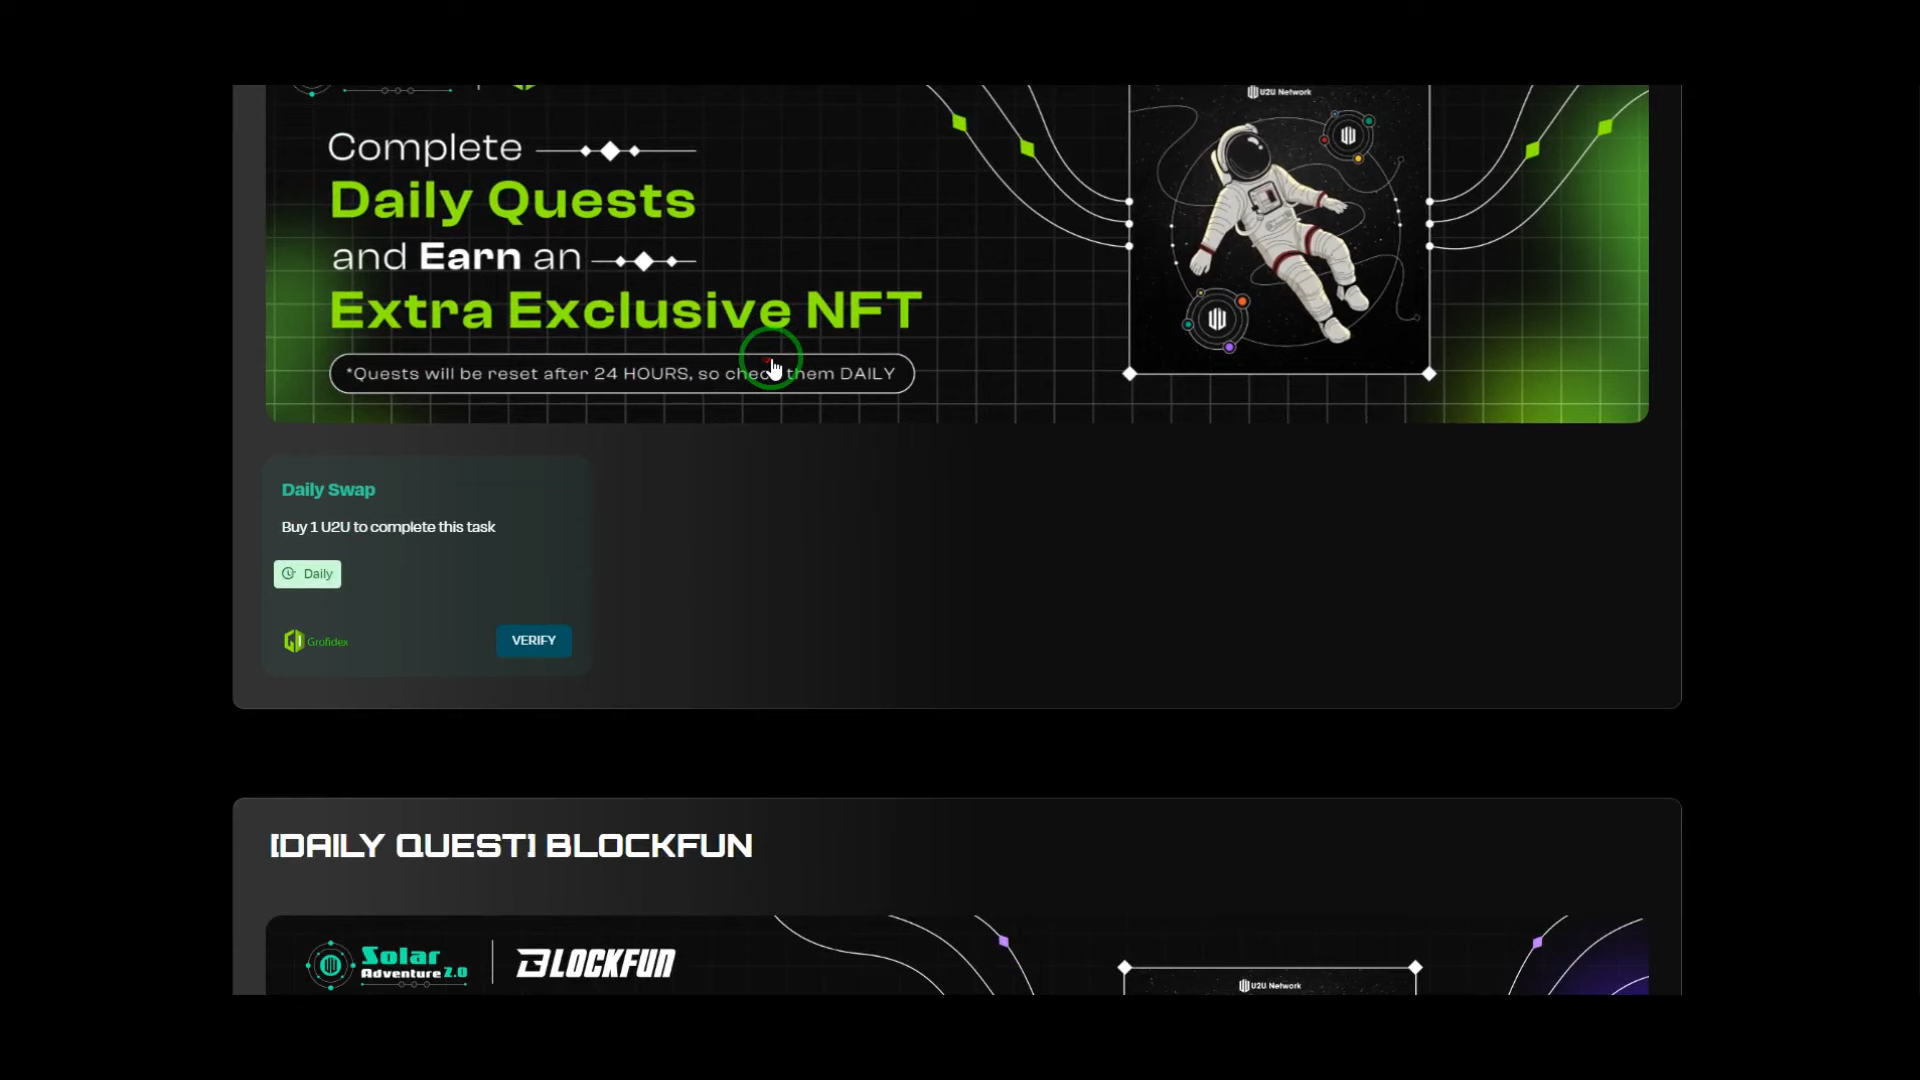 U2U Network
Complete
Daily Quests
and Earn an
Extra Exclusive NFT
*Quests will be reset after 24 HOURS, so check them DAILY
Daily Swap
Buy 1 U2U to complete this task
Daily
Grofidex
VERIFY
[DAILY QUEST] BLOCKFUN
Solar
Adventure 2.0
BLOCKFUN
U2U Network